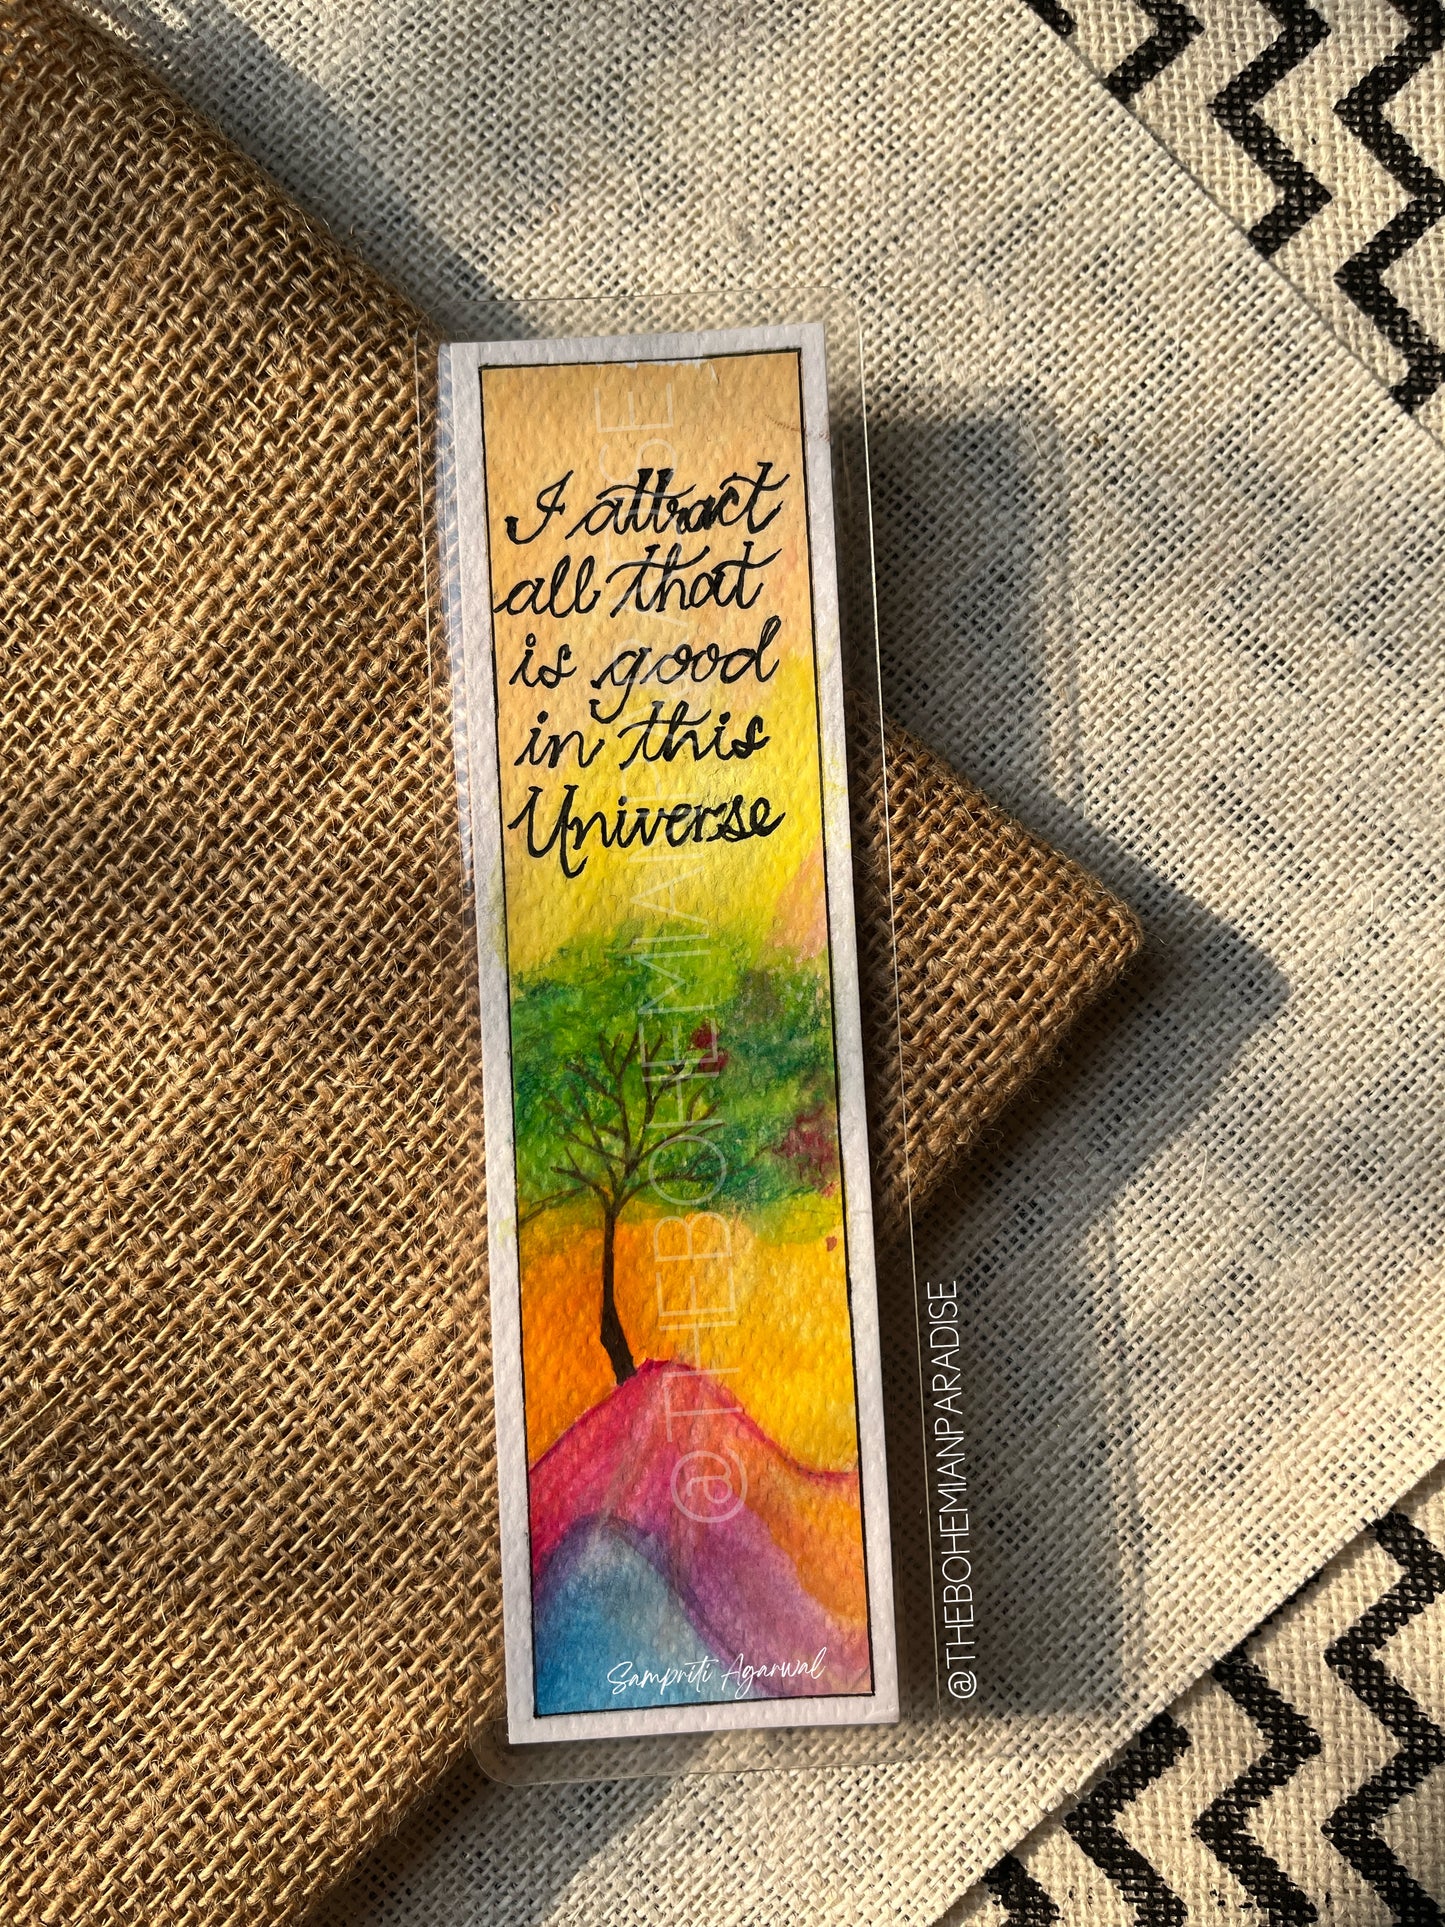 I attract
all that
is good
in this
Universe
@THEBOHEMIANPARADISE
Sampriti Agarwal
@THEBOHEMIANPARADISE